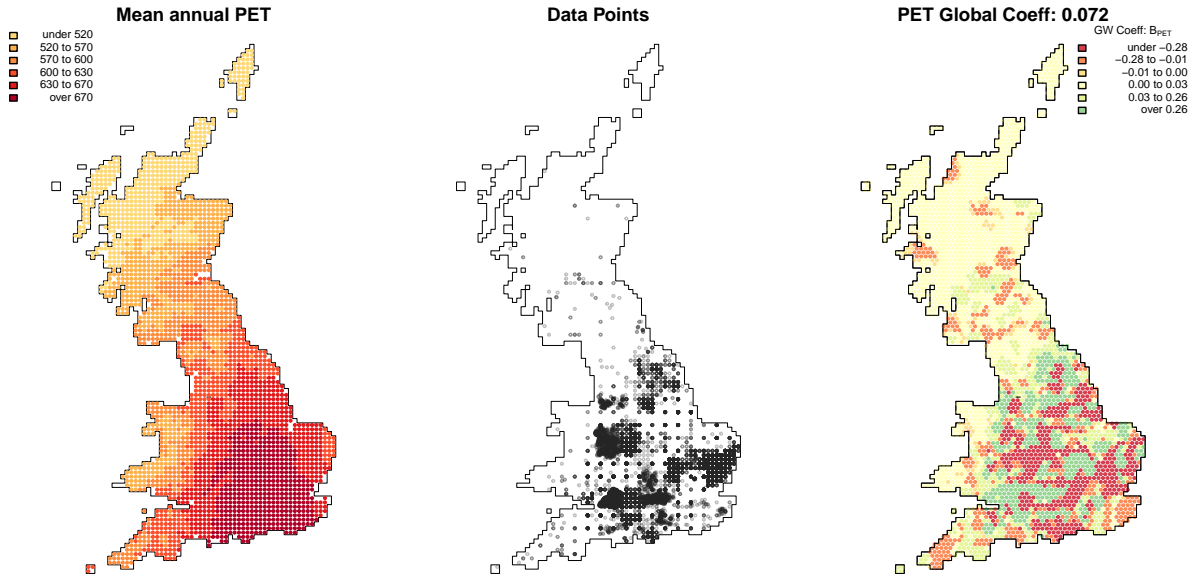 Mean annual PET
under 520
520 to 570
570 to 600
600 to 630
630 to 670
over 670
Data Points
PET Global Coeff: 0.072
GW Coeff: B_PET
under −0.28
−0.28 to −0.01
−0.01 to 0.00
0.00 to 0.03
0.03 to 0.26
over 0.26